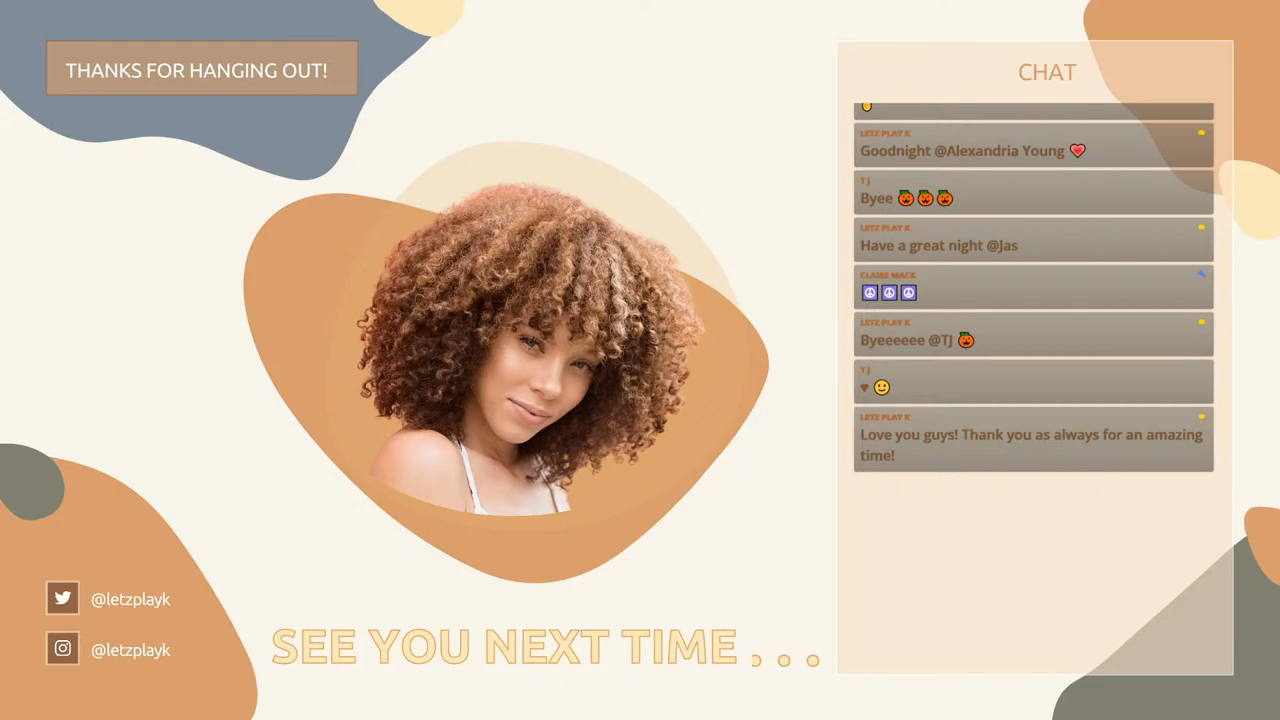 THANKS FOR HANGING OUT!
CHAT
LETZ PLAY K
Goodnight @Alexandria Young
TJ
Byee
LETZ PLAY K
Have a great night @Jas
CLAIRE MACK
LETZ PLAY K
Byeeeeee @TJ
TJ
LETZ PLAY K
Love you guys! Thank you as always for an amazing
time!
@letzplayk
@letzplayk
SEE YOU NEXT TIME . . .